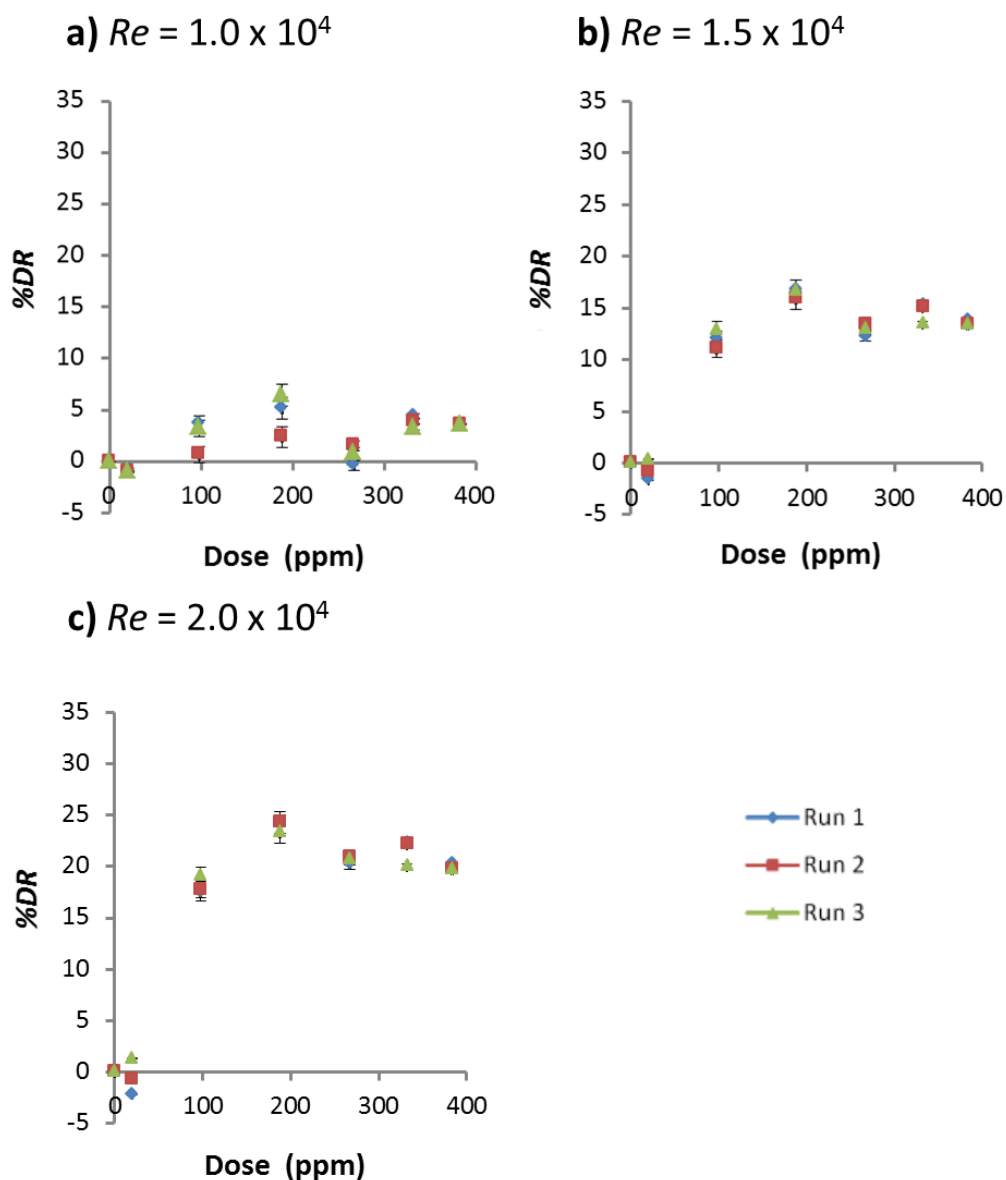 a) Re = 1.0 x 10⁴
35
30
25
20
15
10
5
0
-5
%DR
0 100 200 300 400
Dose (ppm)
b) Re = 1.5 x 10⁴
35
30
25
20
15
10
5
0
-5
%DR
0 100 200 300 400
Dose (ppm)
c) Re = 2.0 x 10⁴
35
30
25
20
15
10
5
0
-5
%DR
0 100 200 300 400
Dose (ppm)
Run 1
Run 2
Run 3